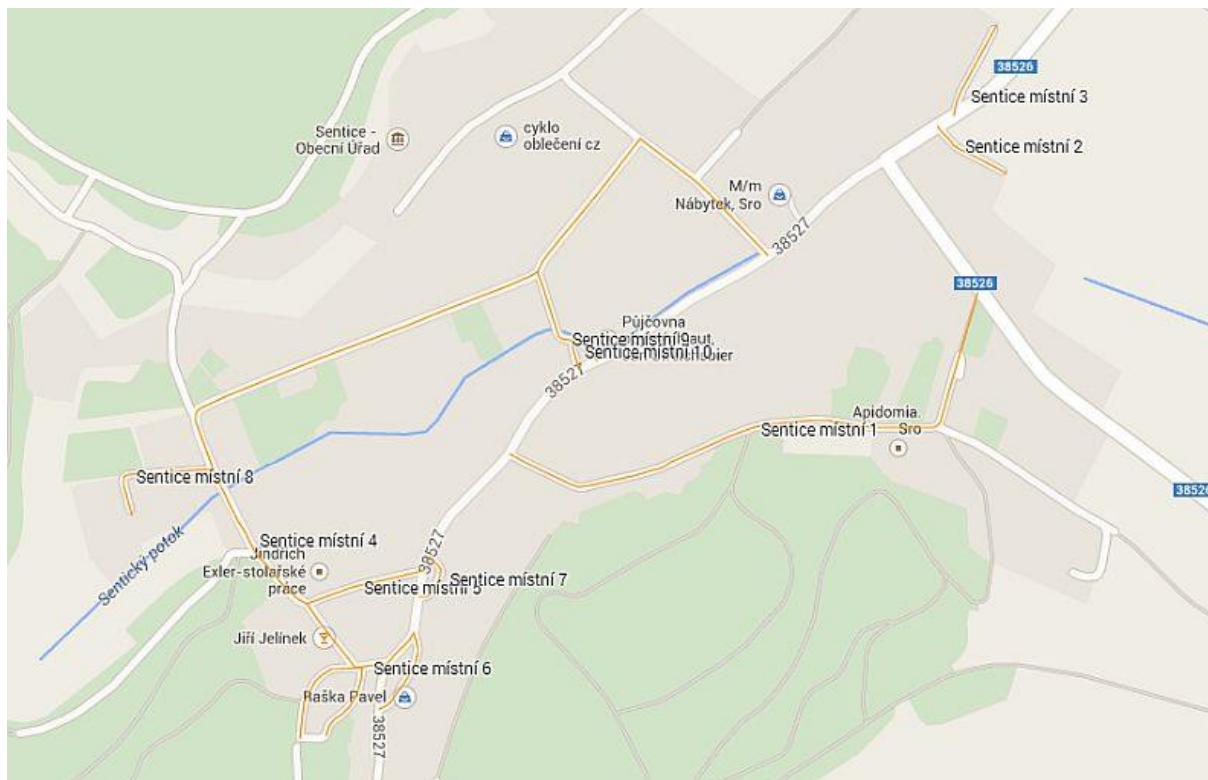 38526
Sentice místní 3
cyklo
oblečení cz
Sentice -
Obecní Úřad
Sentice místní 2
M/m
Nábytek, Sro
38527
38526
Půjčovna
Sentice místní 9
Sentice místní 10
38527
Apidomia.
Sro
Sentice místní 1
Sentice místní 8
38526
Sentický potok
Sentice místní 4
Jindřich
Exler-stolařské
práce
38527
Sentice místní 7
Sentice místní 5
Jiří Jelínek
Sentice místní 6
Raška Pavel
38527